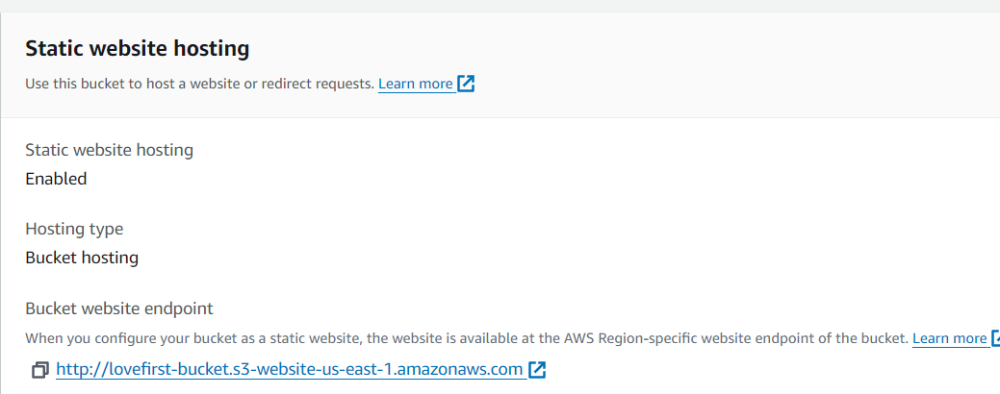 Static website hosting
Use this bucket to host a website or redirect requests. Learn more
Static website hosting
Enabled
Hosting type
Bucket hosting
Bucket website endpoint
When you configure your bucket as a static website, the website is available at the AWS Region-specific website endpoint of the bucket. Learn more
http://lovefirst-bucket.s3-website-us-east-1.amazonaws.com